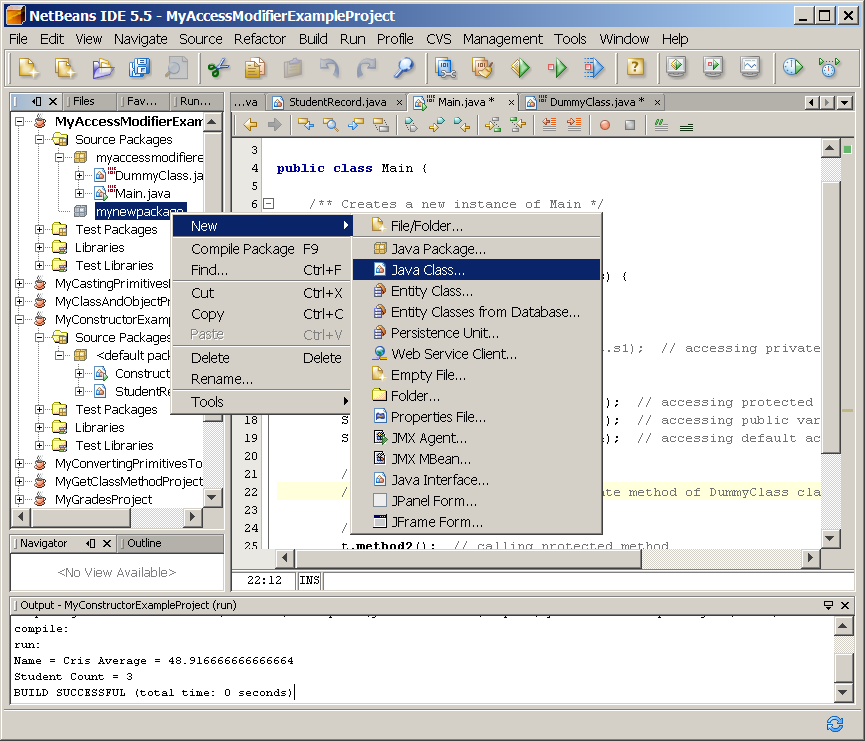 NetBeans IDE 5.5 - MyAccessModifierExampleProject
File Edit View Navigate Source Refactor Build Run Profile CVS Management Tools Window Help
Files
Fav...
Run...
...va
StudentRecord.java
Main.java *
DummyClass.java *
MyAccessModifierExam
Source Packages
myaccessmodifiere
DummyClass.ja
Main.java
mynewpackage
Test Packages
Libraries
Test Libraries
MyCastingPrimitives
MyClassAndObjectPr
MyConstructorExamp
Source Packages
<default pack
Construct
StudentRe
Test Packages
Libraries
Test Libraries
MyConvertingPrimitivesTo
MyGetClassMethodProject
MyGradesProject
3
4 public class Main {
5
6 /** Creates a new instance of Main */
) {
.s1); // accessing private
); // accessing protected
18 S ); // accessing public var
19 S ); // accessing default ac
20
21 /
22 / te method of DummyClass cla
23
24 /
25 t.method2(); // calling protected method
22:12 INS
New
Compile Package F9
Find... Ctrl+F
Cut Ctrl+X
Copy Ctrl+C
Paste Ctrl+V
Delete Delete
Rename...
Tools
File/Folder...
Java Package...
Java Class...
Entity Class...
Entity Classes from Database...
Persistence Unit...
Web Service Client...
Empty File...
Folder...
Properties File...
JMX Agent...
JMX MBean...
Java Interface...
JPanel Form...
JFrame Form...
Navigator
Outline
<No View Available>
Output - MyConstructorExampleProject (run)
compile:
run:
Name = Cris Average = 48.916666666666664
Student Count = 3
BUILD SUCCESSFUL (total time: 0 seconds)